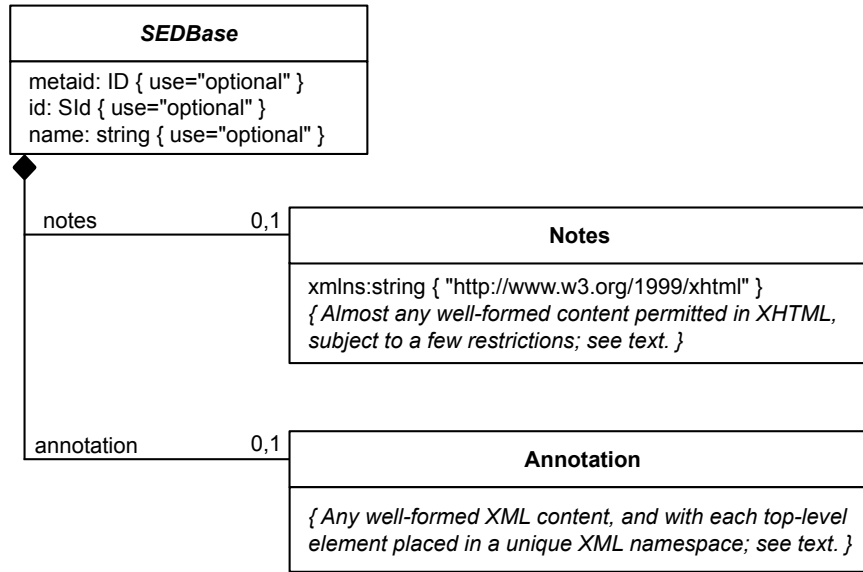 SEDBase
metaid: ID { use="optional" }
id: SId { use="optional" }
name: string { use="optional" }
notes
0,1
Notes
xmlns:string { "http://www.w3.org/1999/xhtml" }
{ Almost any well-formed content permitted in XHTML,
subject to a few restrictions; see text. }
annotation
0,1
Annotation
{ Any well-formed XML content, and with each top-level
element placed in a unique XML namespace; see text. }